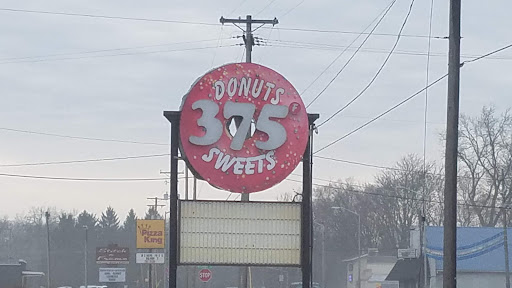 DONUTS
375°F
SWEETS
Pizza
King
STOP